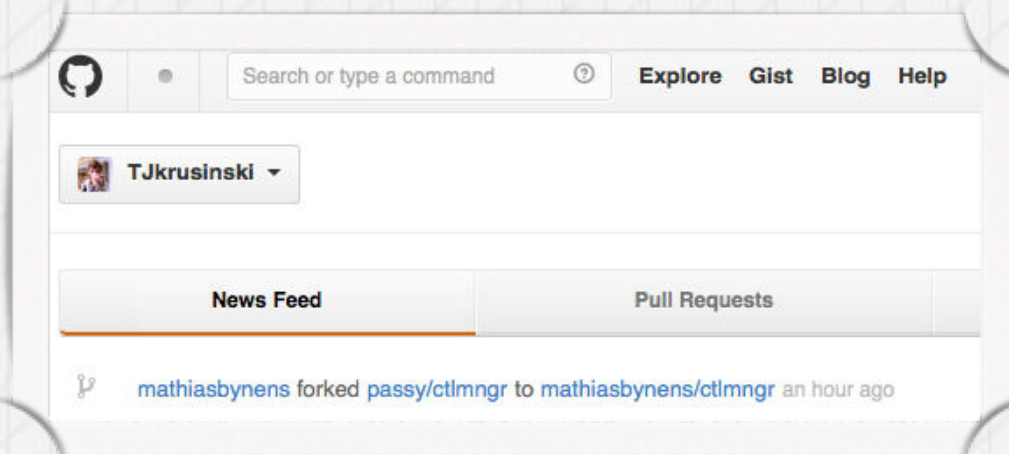 Search or type a command Explore Gist Blog Help
TJkrusinski
News Feed Pull Requests
mathiasbynens forked passy/ctlmngr to mathiasbynens/ctlmngr an hour ago